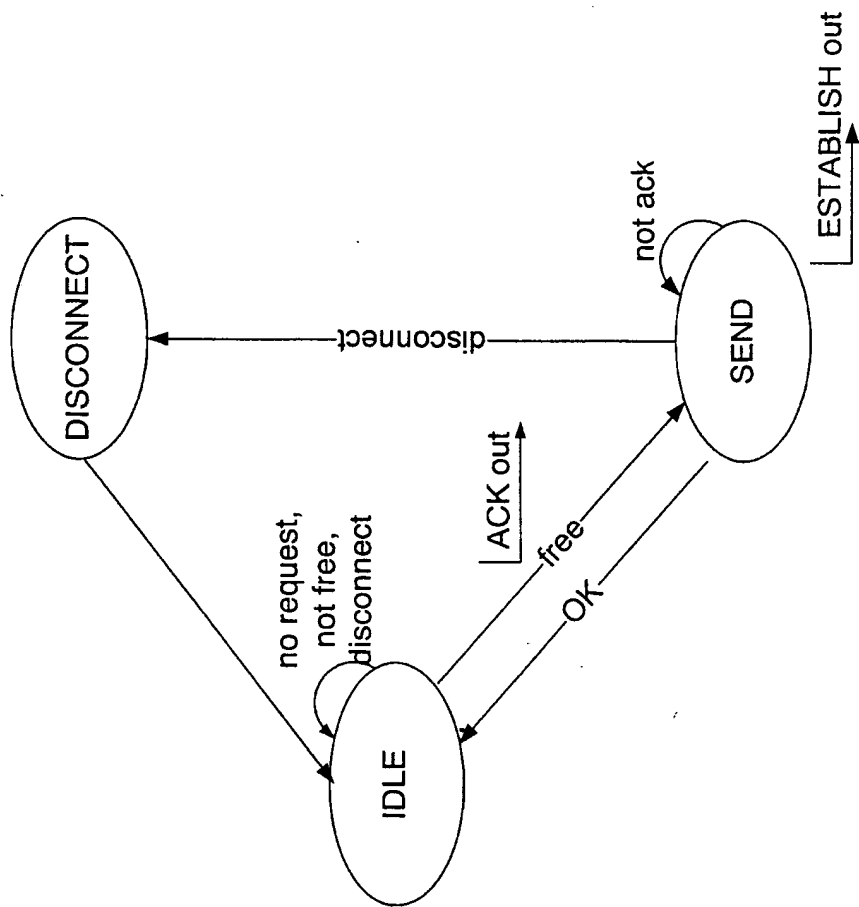 DISCONNECT
no request,
not free,
disconnect
disconnect
IDLE
ACK out
free
OK
not ack
SEND
ESTABLISH out